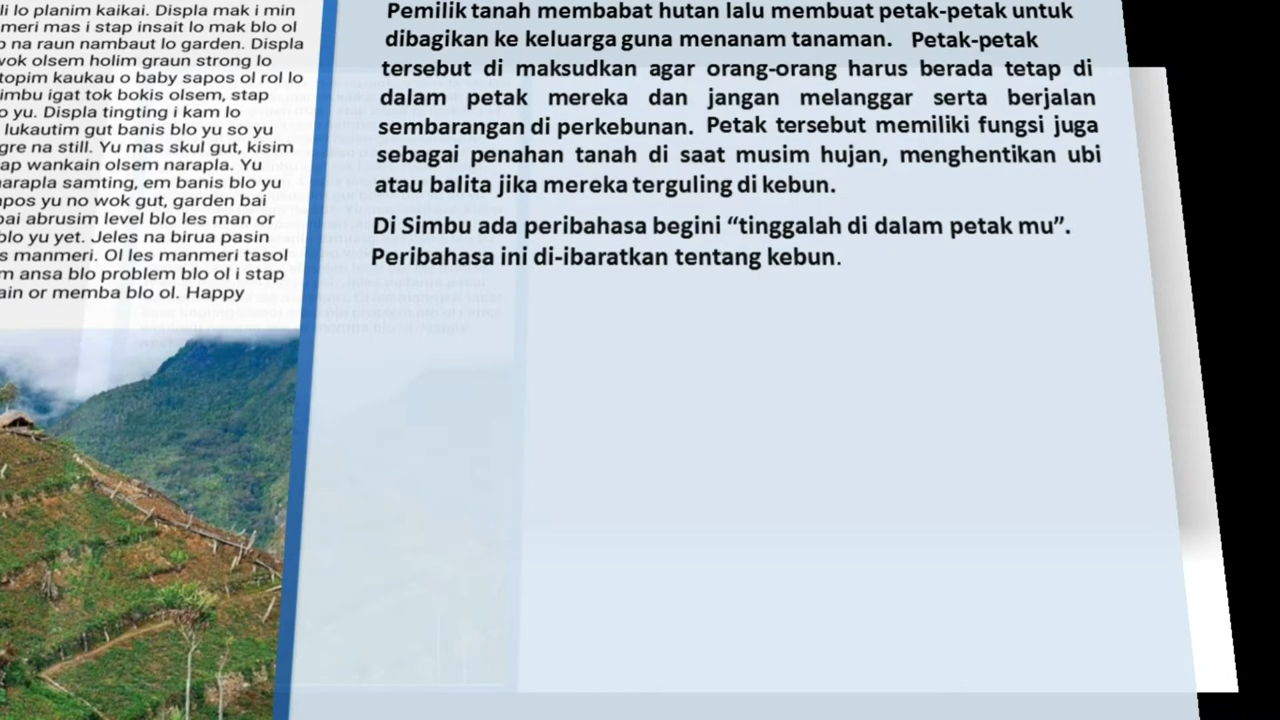 li lo planim kaikai. Displa mak i min
meri mas i stap insait lo mak blo ol
na raun nambaut lo garden. Displa
wok olsem holim graun strong lo
topim kaukau o baby sapos ol rol lo
imbu igat tok bokis olsem, stap
o yu. Displa tingting i kam lo
lukautim gut banis blo yu so yu
gre na still. Yu mas skul gut, kisim
ap wankain olsem narapla. Yu
narapla samting, em banis blo yu
apos yu no wok gut, garden bai
bai abrusim level blo les man or
blo yu yet. Jeles na birua pasin
s manmeri. Ol les manmeri tasol
m ansa blo problem blo ol i stap
ain or memba blo ol. Happy
Pemilik tanah membabat hutan lalu membuat petak-petak untuk
dibagikan ke keluarga guna menanam tanaman. Petak-petak
tersebut di maksudkan agar orang-orang harus berada tetap di
dalam petak mereka dan jangan melanggar serta berjalan
sembarangan di perkebunan. Petak tersebut memiliki fungsi juga
sebagai penahan tanah di saat musim hujan, menghentikan ubi
atau balita jika mereka terguling di kebun.
Di Simbu ada peribahasa begini “tinggalah di dalam petak mu”.
Peribahasa ini di-ibaratkan tentang kebun.